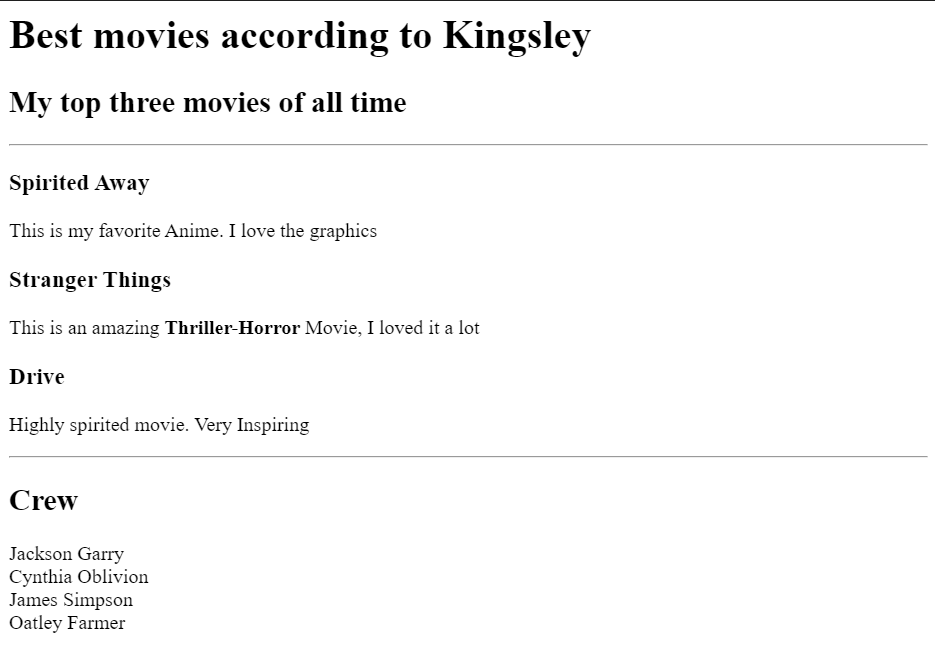 Best movies according to Kingsley
My top three movies of all time
Spirited Away
This is my favorite Anime. I love the graphics
Stranger Things
This is an amazing Thriller-Horror Movie, I loved it a lot
Drive
Highly spirited movie. Very Inspiring
Crew
Jackson Garry
Cynthia Oblivion
James Simpson
Oatley Farmer